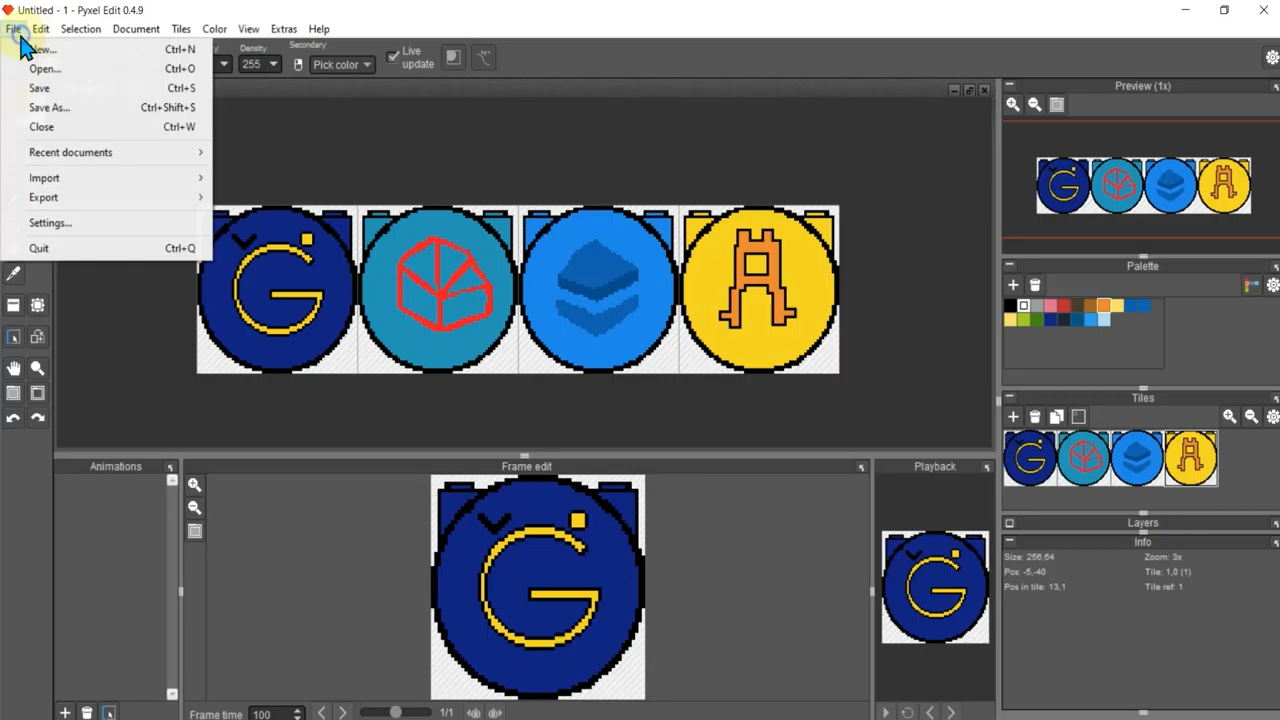 Untitled - 1 - Pyxel Edit 0.4.9
File Edit Selection Document Tiles Color View Extras Help
New... Ctrl+N
Open... Ctrl+O
Save Ctrl+S
Save As... Ctrl+Shift+S
Close Ctrl+W
Recent documents
Import
Export
Settings...
Quit Ctrl+Q
Density
255
Secondary
Pick color
Live
update
Preview (1x)
Palette
Tiles
Layers
Info
Size: 256,64 Zoom: 3x
Pos: -5,-40 Tile: 1,0 (1)
Pos in tile: 13,1 Tile ref: 1
Animations
Frame edit
Playback
Frame time 100 1/1